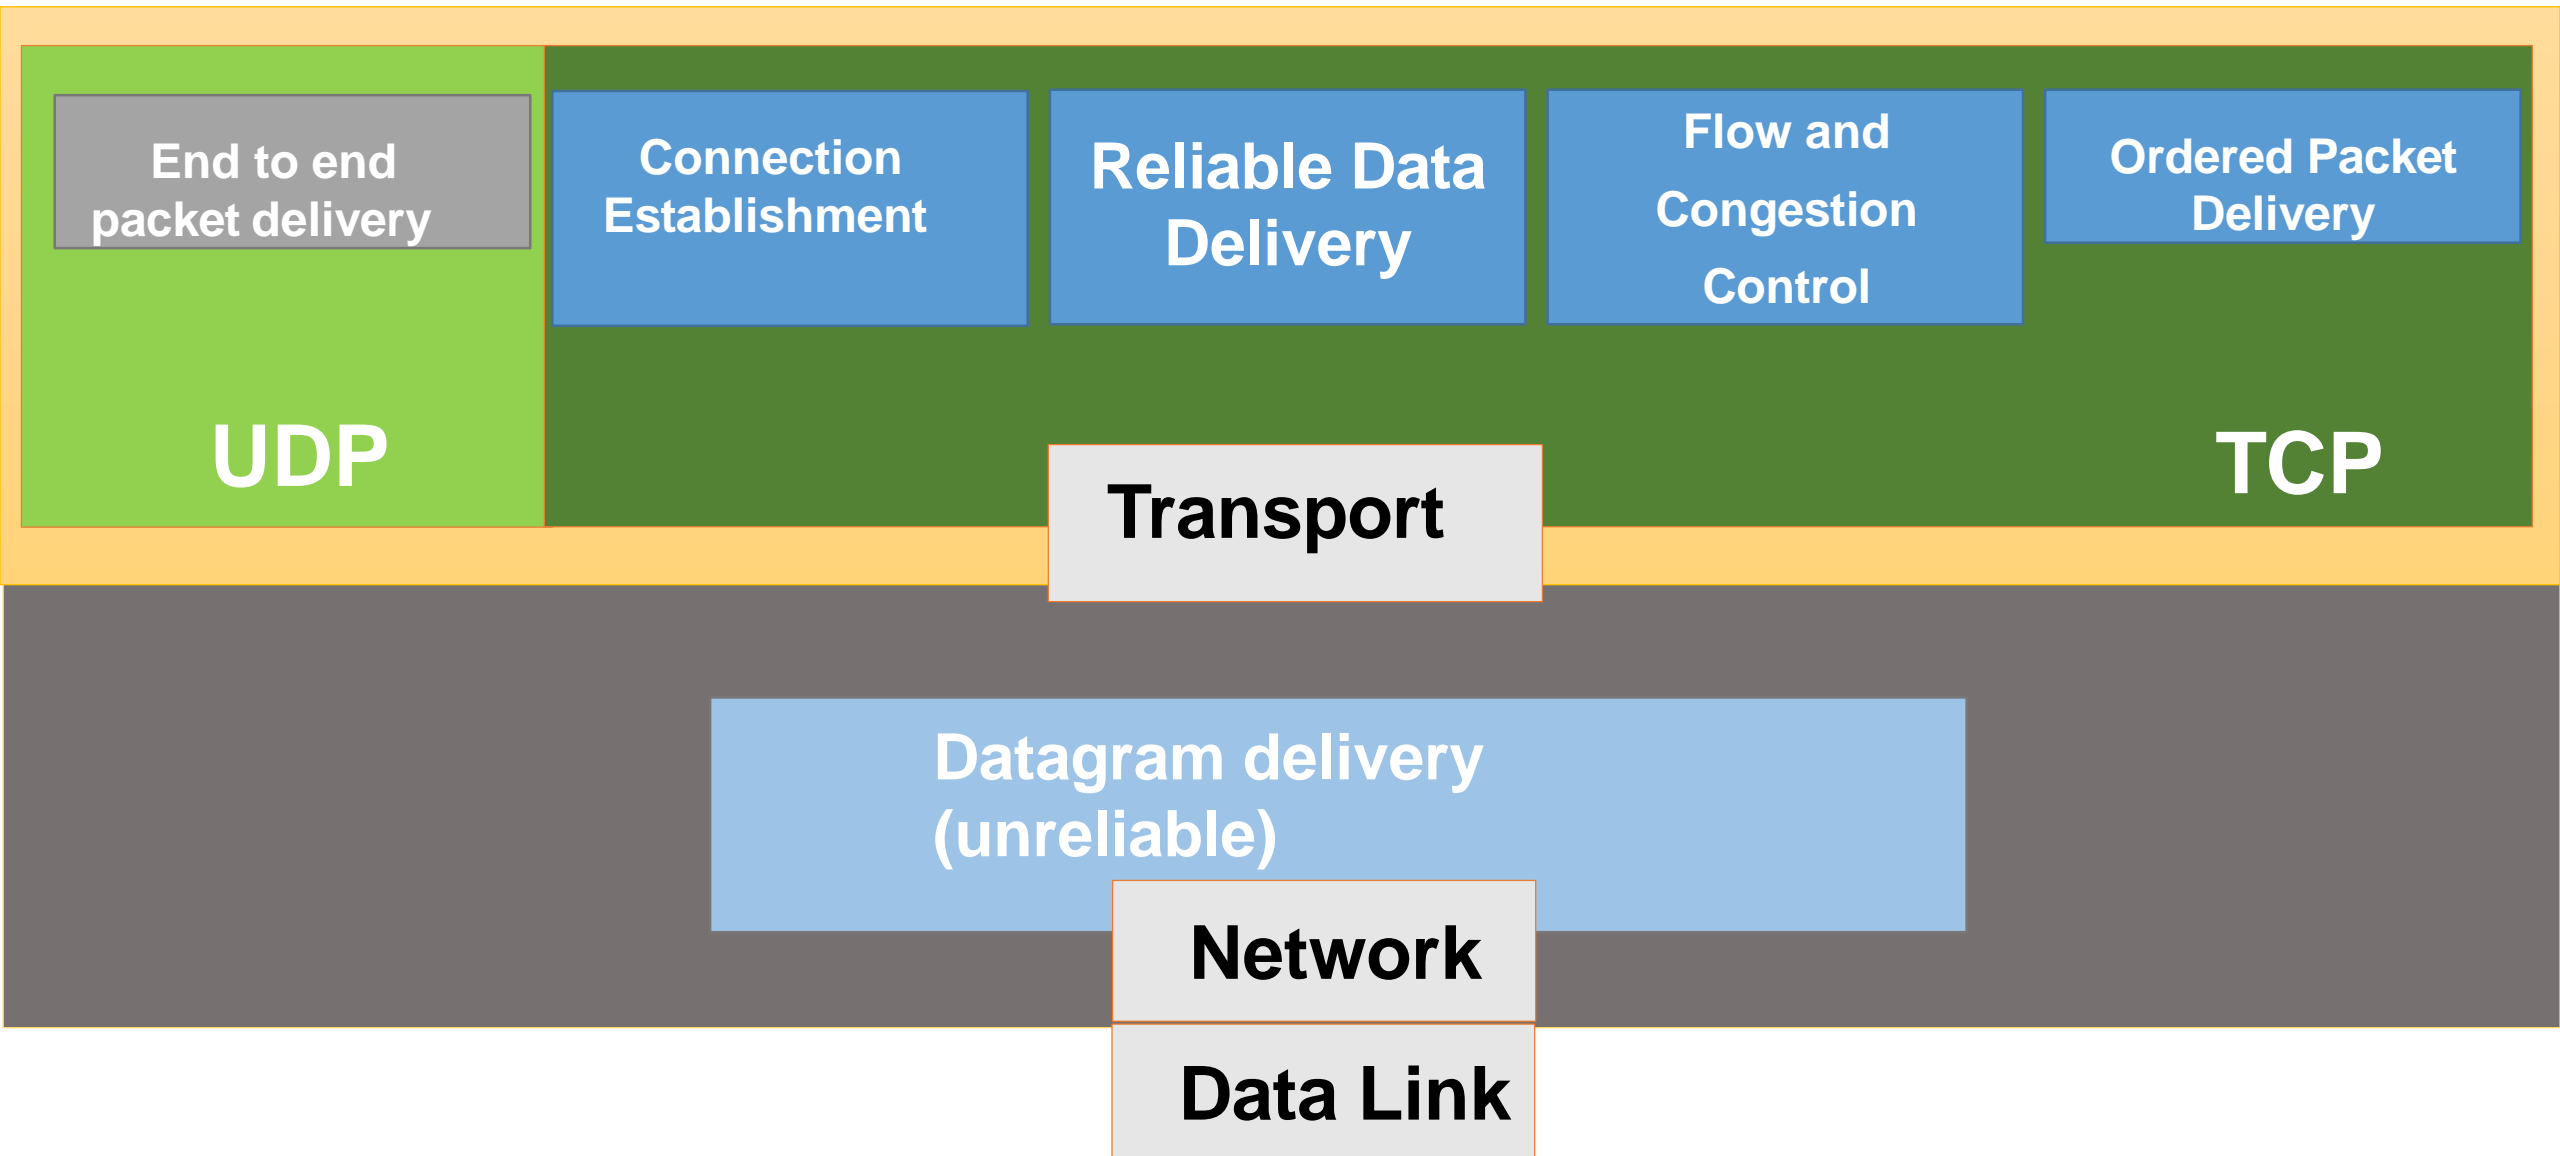 End to end
packet delivery
Connection
Establishment
Reliable Data
Delivery
Flow and
Congestion
Control
Ordered Packet
Delivery
UDP
TCP
Transport
Datagram delivery
(unreliable)
Network
Data Link